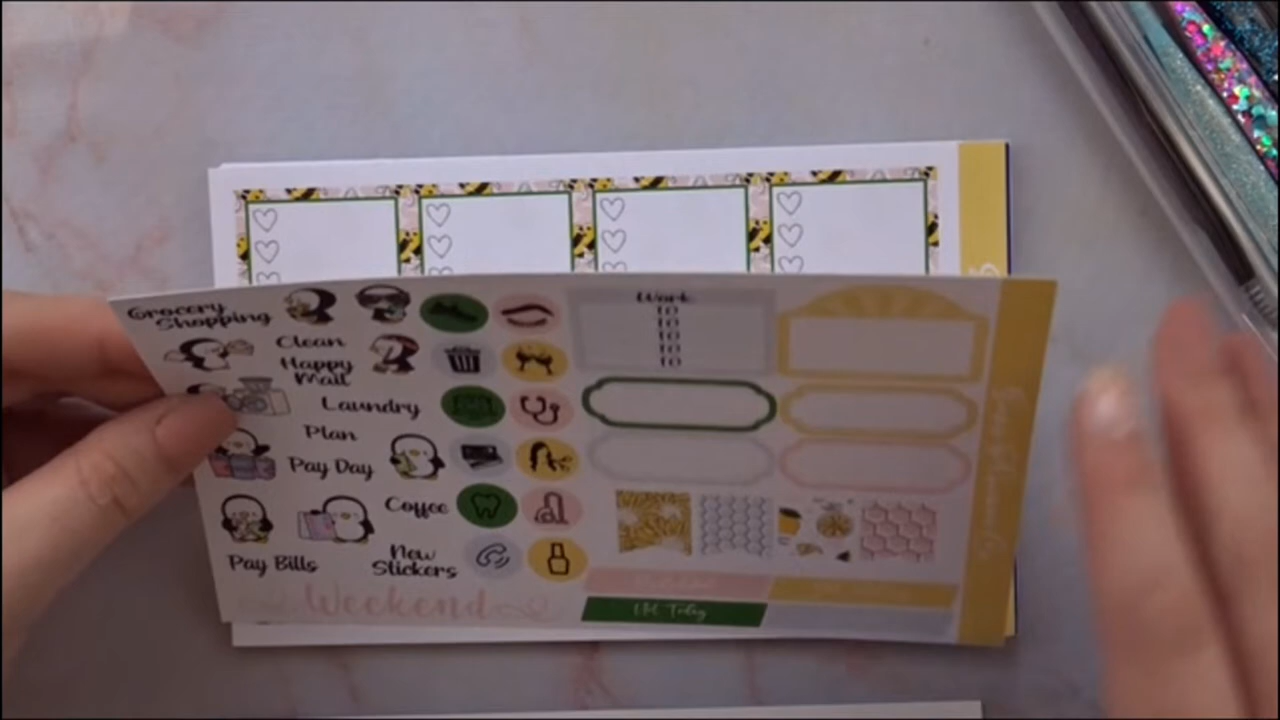 Grocery
Shopping
Clean
Happy
Mail
Laundry
Plan
Pay Day
Coffee
Pay Bills
New
Stickers
Weekend
Work
TO
TO
TO
TO
TO